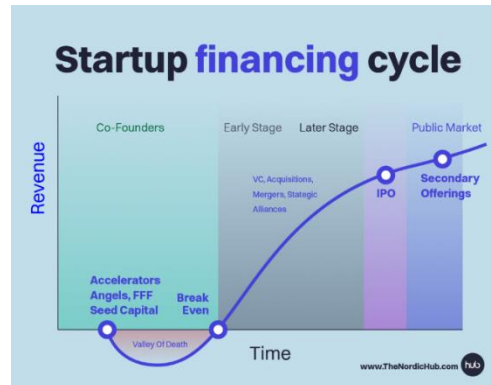 Startup financing cycle
Co-Founders
Early Stage
Later Stage
Public Market
Revenue
VC, Acquisitions,
Mergers, Stategic
Alliances
IPO
Secondary
Offerings
Accelerators
Angels, FFF
Seed Capital
Break
Even
Valley Of Death
Time
www.TheNordicHub.com
hub